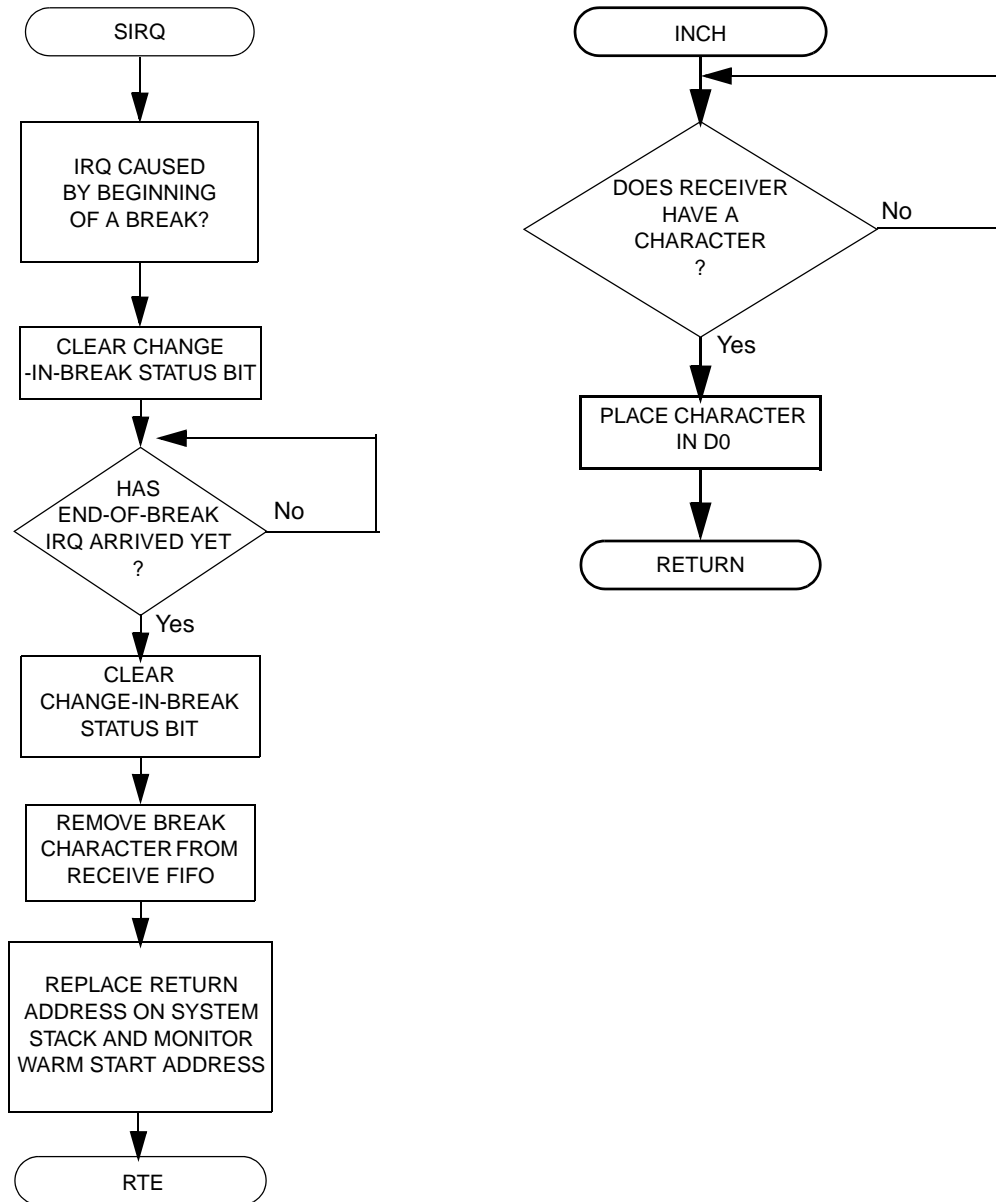 SIRQ
IRQ CAUSED
BY BEGINNING
OF A BREAK?
CLEAR CHANGE
-IN-BREAK STATUS BIT
HAS
END-OF-BREAK
IRQ ARRIVED YET
?
No
Yes
CLEAR
CHANGE-IN-BREAK
STATUS BIT
REMOVE BREAK
CHARACTER FROM
RECEIVE FIFO
REPLACE RETURN
ADDRESS ON SYSTEM
STACK AND MONITOR
WARM START ADDRESS
RTE
INCH
DOES RECEIVER
HAVE A
CHARACTER
?
No
Yes
PLACE CHARACTER
IN D0
RETURN